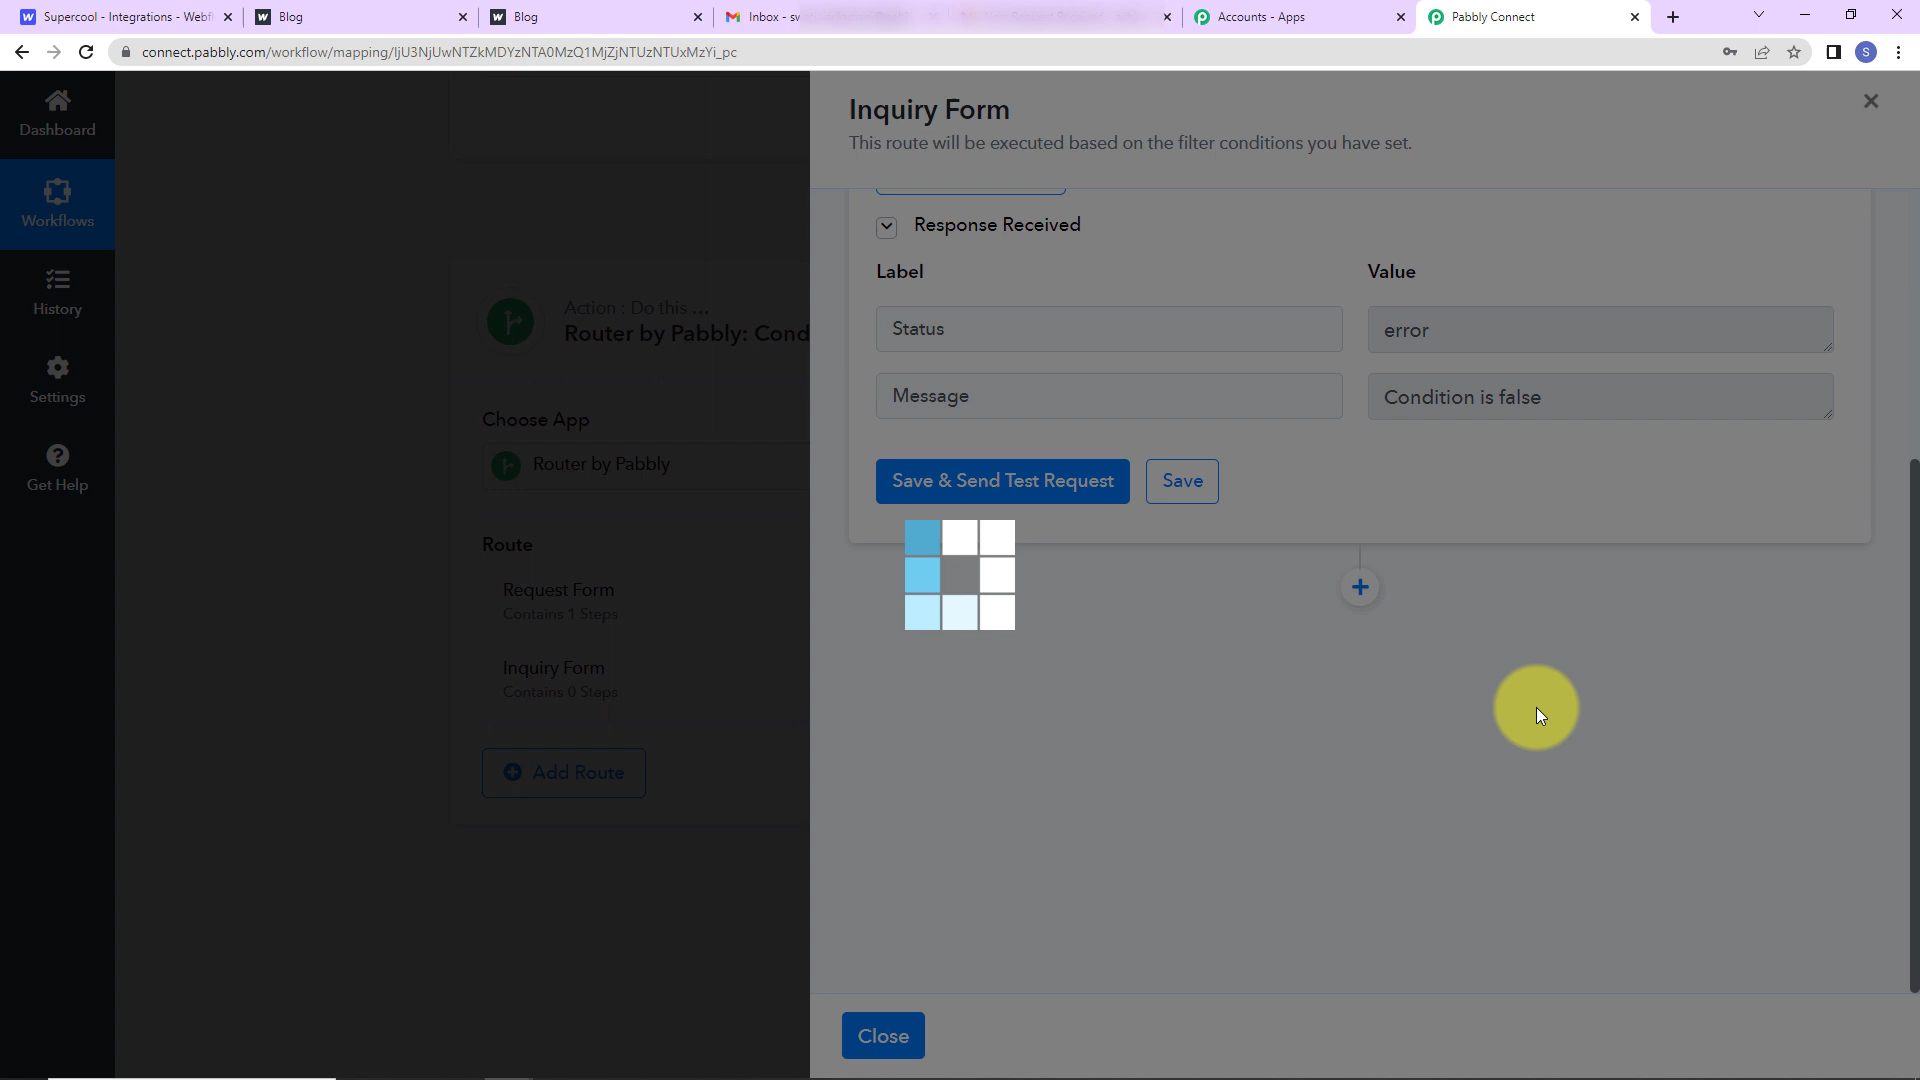 Supercool - Integrations - Webf
Blog
Blog
Inbox - sw
Accounts - Apps
Pabbly Connect
connect.pabbly.com/workflow/mapping/IjU3NjUwNTZkMDYzNTA0MzQ1MjZjNTUzNTUxMzYi_pc
S
Dashboard
Workflows
History
Settings
Get Help
Action : Do this ...
Router by Pabbly: Cond
Choose App
Router by Pabbly
Route
Request Form
Contains 1 Steps
Inquiry Form
Contains 0 Steps
Add Route
Inquiry Form
This route will be executed based on the filter conditions you have set.
Response Received
Label
Value
Status
error
Message
Condition is false
Save & Send Test Request
Save
Close